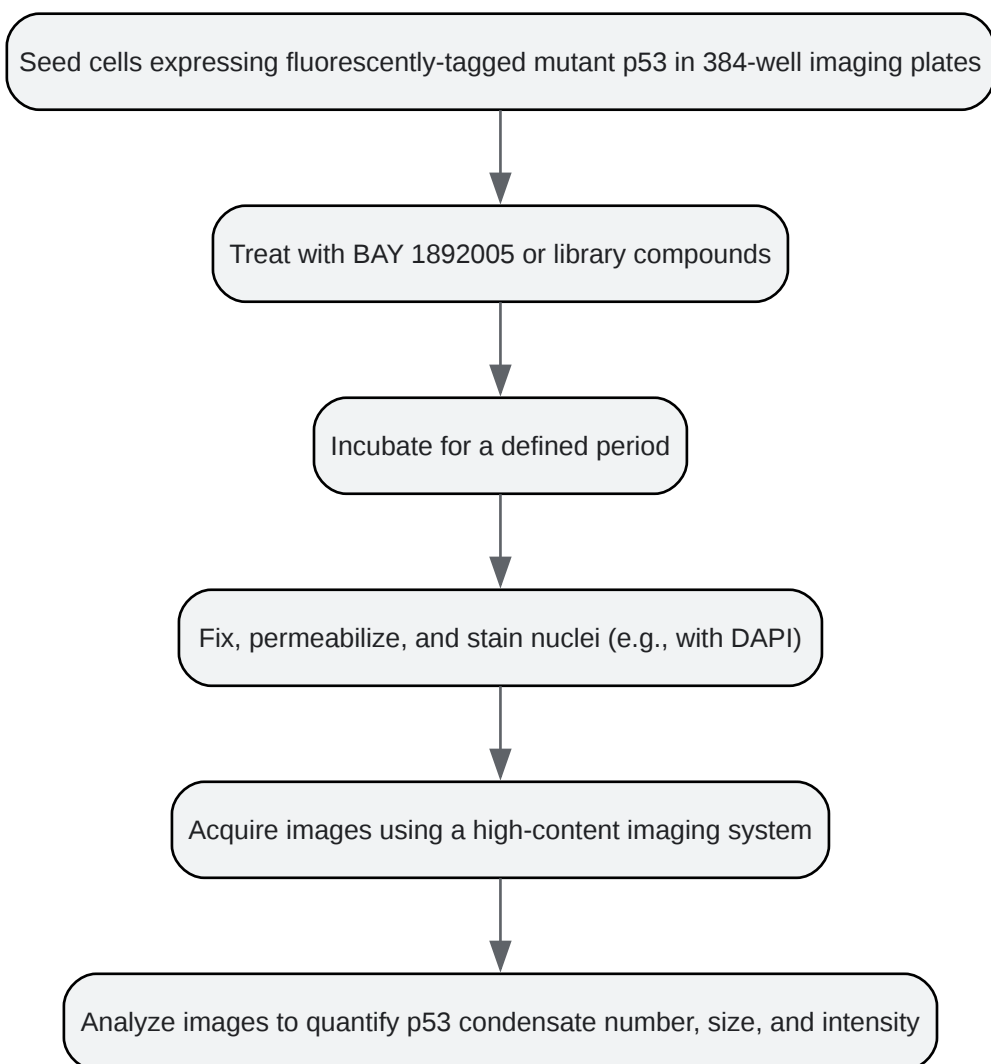 Seed cells expressing fluorescently-tagged mutant p53 in 384-well imaging plates
Treat with BAY 1892005 or library compounds
Incubate for a defined period
Fix, permeabilize, and stain nuclei (e.g., with DAPI)
Acquire images using a high-content imaging system
Analyze images to quantify p53 condensate number, size, and intensity